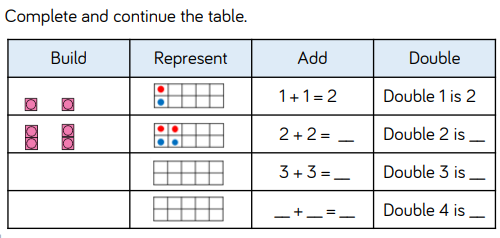 Complete and continue the table.
Build Represent Add Double
1 + 1 = 2 Double 1 is 2
2 + 2 = __ Double 2 is __
3 + 3 = __ Double 3 is __
__ + __ = __ Double 4 is __